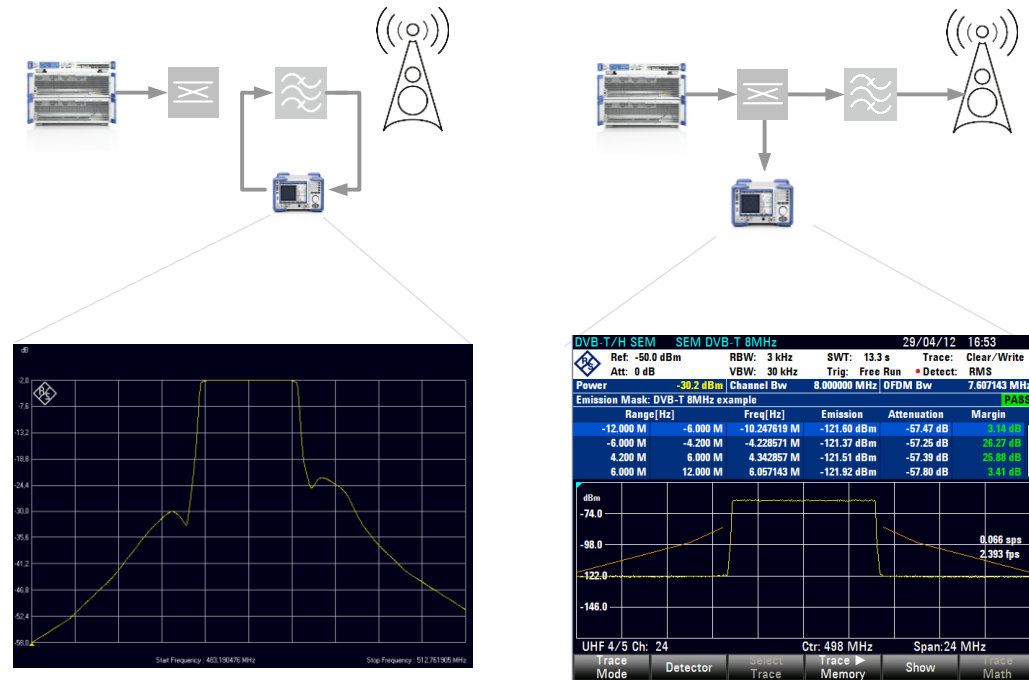 dB
-2.0
-7.6
-13.2
-18.8
-24.4
-30.0
-35.6
-41.2
-46.8
-52.4
-58.0
Start Frequency : 483.190476 MHz
Stop Frequency : 512.761905 MHz
DVB-T/H SEM SEM DVB-T 8MHz 29/04/12 16:53
Ref: -50.0 dBm RBW: 3 kHz SWT: 13.3 s Trace: Clear/Write
Att: 0 dB VBW: 30 kHz Trig: Free Run Detect: RMS
Power -30.2 dBm Channel Bw 8.000000 MHz OFDM Bw 7.607143 MHz
Emission Mask: DVB-T 8MHz example PASS
Range[Hz] Freq[Hz] Emission Attenuation Margin
-12.000 M -6.000 M -10.247619 M -121.60 dBm -57.47 dB 3.14 dB
-6.000 M -4.200 M -4.228571 M -121.37 dBm -57.25 dB 26.27 dB
4.200 M 6.000 M 4.342857 M -121.51 dBm -57.39 dB 25.88 dB
6.000 M 12.000 M 6.057143 M -121.92 dBm -57.80 dB 3.41 dB
dBm
-74.0
-98.0
0.066 sps
2.393 fps
-122.0
-146.0
UHF 4/5 Ch: 24 Ctr: 498 MHz Span:24 MHz
Trace Mode
Detector
Select Trace
Trace ▶ Memory
Show
Trace Math